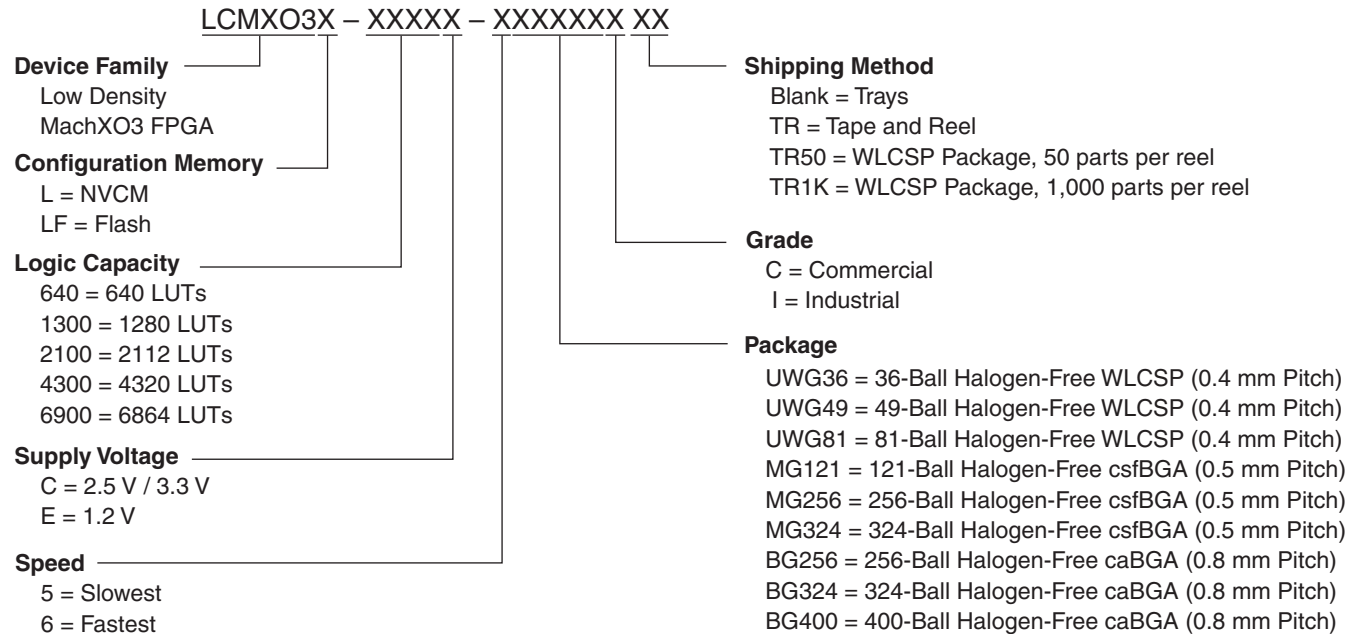 LCMXO3X – XXXXX – XXXXXXX XX
Device Family
Low Density
MachXO3 FPGA
Configuration Memory
L = NVCM
LF = Flash
Logic Capacity
640 = 640 LUTs
1300 = 1280 LUTs
2100 = 2112 LUTs
4300 = 4320 LUTs
6900 = 6864 LUTs
Supply Voltage
C = 2.5 V / 3.3 V
E = 1.2 V
Speed
5 = Slowest
6 = Fastest
Shipping Method
Blank = Trays
TR = Tape and Reel
TR50 = WLCSP Package, 50 parts per reel
TR1K = WLCSP Package, 1,000 parts per reel
Grade
C = Commercial
I = Industrial
Package
UWG36 = 36-Ball Halogen-Free WLCSP (0.4 mm Pitch)
UWG49 = 49-Ball Halogen-Free WLCSP (0.4 mm Pitch)
UWG81 = 81-Ball Halogen-Free WLCSP (0.4 mm Pitch)
MG121 = 121-Ball Halogen-Free csfBGA (0.5 mm Pitch)
MG256 = 256-Ball Halogen-Free csfBGA (0.5 mm Pitch)
MG324 = 324-Ball Halogen-Free csfBGA (0.5 mm Pitch)
BG256 = 256-Ball Halogen-Free caBGA (0.8 mm Pitch)
BG324 = 324-Ball Halogen-Free caBGA (0.8 mm Pitch)
BG400 = 400-Ball Halogen-Free caBGA (0.8 mm Pitch)